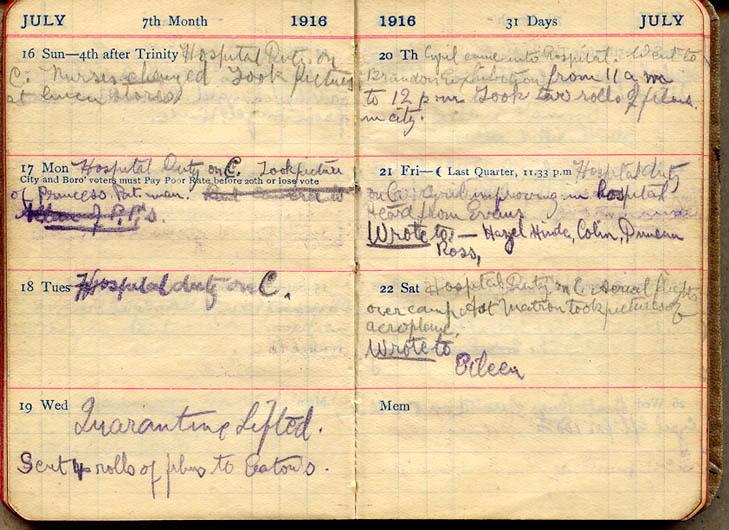 JULY 7th Month 1916
16 Sun—4th after Trinity Hospital Duty on
C. Nurses changed Took pictures
at Linen Stores
17 Mon Hospital Duty on C. Took picture
City and Boro' voters must Pay Poor Rate before 20th or lose vote
of Princess Pat man.
of P.P.'s.
18 Tues Hospital duty on C.
19 Wed Quarantine Lifted.
Sent 4 rolls of films to Eatons.
1916 31 Days JULY
20 Th Cyril came into Hospital. Went to
Brandon Exhibition from 11 a m
to 12 p.m. Took two rolls of films
in city.
21 Fri—☾ Last Quarter, 11.33 p.m Hospital duty
on C. Cyril improving in hospital
Heard from Evans
Wrote to:— Hazel Hinde, Colin, Duncan
Ross,
22 Sat Hospital Duty on C. aerial flights
over camp Asst Matron took pictures of
aeroplane.
Wrote to
Eileen
Mem